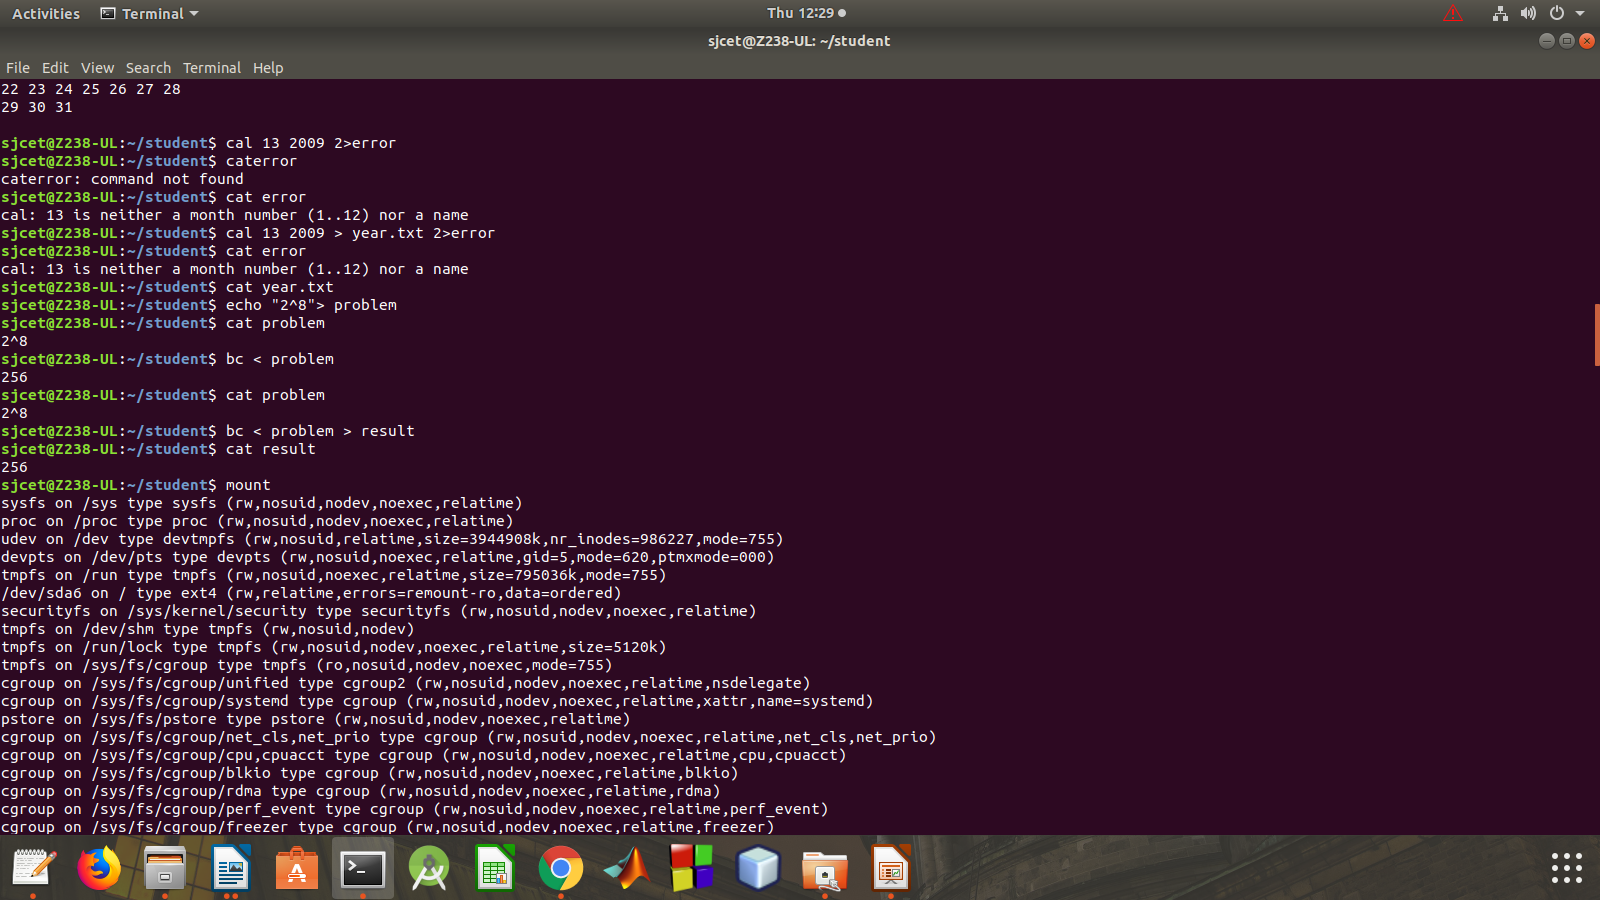 Activities Terminal Thu 12:29
sjcet@Z238-UL: ~/student
File Edit View Search Terminal Help
22 23 24 25 26 27 28
29 30 31
sjcet@Z238-UL:~/student$ cal 13 2009 2>error
sjcet@Z238-UL:~/student$ caterror
caterror: command not found
sjcet@Z238-UL:~/student$ cat error
cal: 13 is neither a month number (1..12) nor a name
sjcet@Z238-UL:~/student$ cal 13 2009 > year.txt 2>error
sjcet@Z238-UL:~/student$ cat error
cal: 13 is neither a month number (1..12) nor a name
sjcet@Z238-UL:~/student$ cat year.txt
sjcet@Z238-UL:~/student$ echo "2^8"> problem
sjcet@Z238-UL:~/student$ cat problem
2^8
sjcet@Z238-UL:~/student$ bc < problem
256
sjcet@Z238-UL:~/student$ cat problem
2^8
sjcet@Z238-UL:~/student$ bc < problem > result
sjcet@Z238-UL:~/student$ cat result
256
sjcet@Z238-UL:~/student$ mount
sysfs on /sys type sysfs (rw,nosuid,nodev,noexec,relatime)
proc on /proc type proc (rw,nosuid,nodev,noexec,relatime)
udev on /dev type devtmpfs (rw,nosuid,relatime,size=3944908k,nr_inodes=986227,mode=755)
devpts on /dev/pts type devpts (rw,nosuid,noexec,relatime,gid=5,mode=620,ptmxmode=000)
tmpfs on /run type tmpfs (rw,nosuid,noexec,relatime,size=795036k,mode=755)
/dev/sda6 on / type ext4 (rw,relatime,errors=remount-ro,data=ordered)
securityfs on /sys/kernel/security type securityfs (rw,nosuid,nodev,noexec,relatime)
tmpfs on /dev/shm type tmpfs (rw,nosuid,nodev)
tmpfs on /run/lock type tmpfs (rw,nosuid,nodev,noexec,relatime,size=5120k)
tmpfs on /sys/fs/cgroup type tmpfs (ro,nosuid,nodev,noexec,mode=755)
cgroup on /sys/fs/cgroup/unified type cgroup2 (rw,nosuid,nodev,noexec,relatime,nsdelegate)
cgroup on /sys/fs/cgroup/systemd type cgroup (rw,nosuid,nodev,noexec,relatime,xattr,name=systemd)
pstore on /sys/fs/pstore type pstore (rw,nosuid,nodev,noexec,relatime)
cgroup on /sys/fs/cgroup/net_cls,net_prio type cgroup (rw,nosuid,nodev,noexec,relatime,net_cls,net_prio)
cgroup on /sys/fs/cgroup/cpu,cpuacct type cgroup (rw,nosuid,nodev,noexec,relatime,cpu,cpuacct)
cgroup on /sys/fs/cgroup/blkio type cgroup (rw,nosuid,nodev,noexec,relatime,blkio)
cgroup on /sys/fs/cgroup/rdma type cgroup (rw,nosuid,nodev,noexec,relatime,rdma)
cgroup on /sys/fs/cgroup/perf_event type cgroup (rw,nosuid,nodev,noexec,relatime,perf_event)
cgroup on /sys/fs/cgroup/freezer type cgroup (rw,nosuid,nodev,noexec,relatime,freezer)